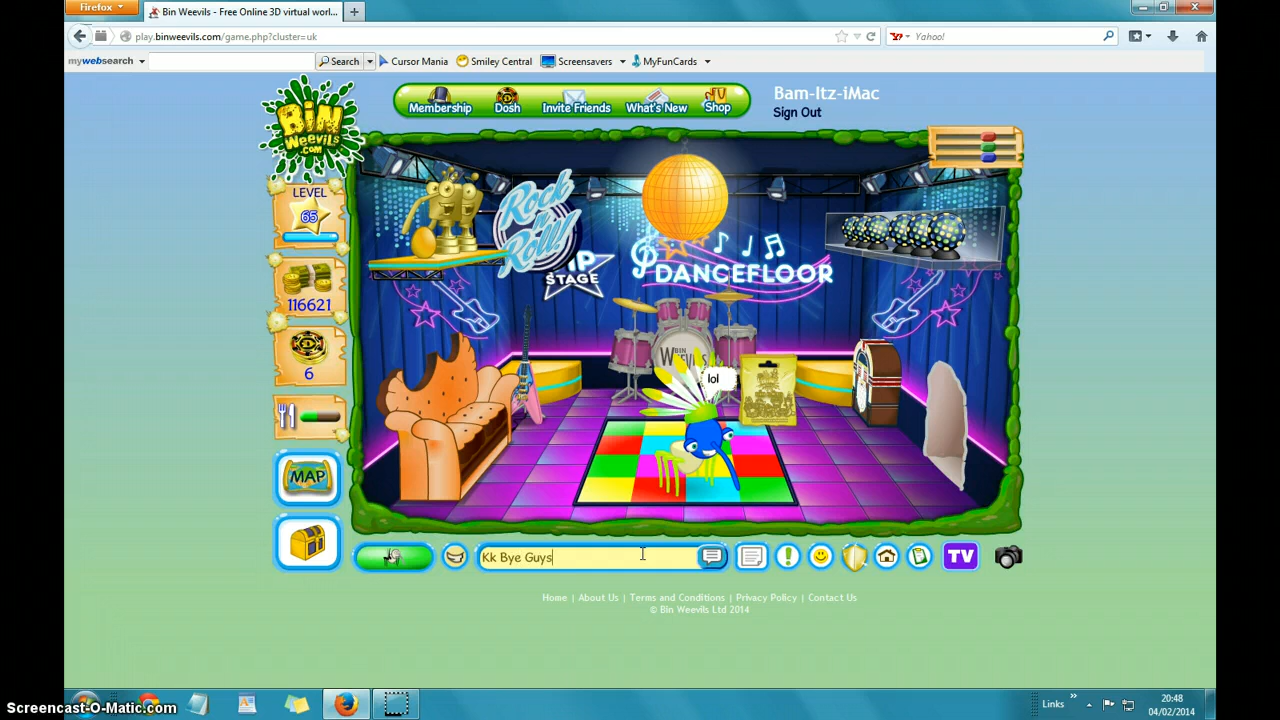 Firefox
Bin Weevils - Free Online 3D virtual worl...
play.binweevils.com/game.php?cluster=uk
Yahoo!
mywebsearch
Search
Cursor Mania
Smiley Central
Screensavers
MyFunCards
BiN
WEEViLS
.COM
Membership
Dosh
Invite Friends
What's New
Shop
Bam-Itz-iMac
Sign Out
LEVEL
65
116621
6
MAP
Rock
n
Roll!
VIP
STAGE
DANCEFLOOR
BIN
WEEVILS
lol
Kk Bye Guys
TV
Home | About Us | Terms and Conditions | Privacy Policy | Contact Us
© Bin Weevils Ltd 2014
Links
20:48
04/02/2014
Screencast-O-Matic.com